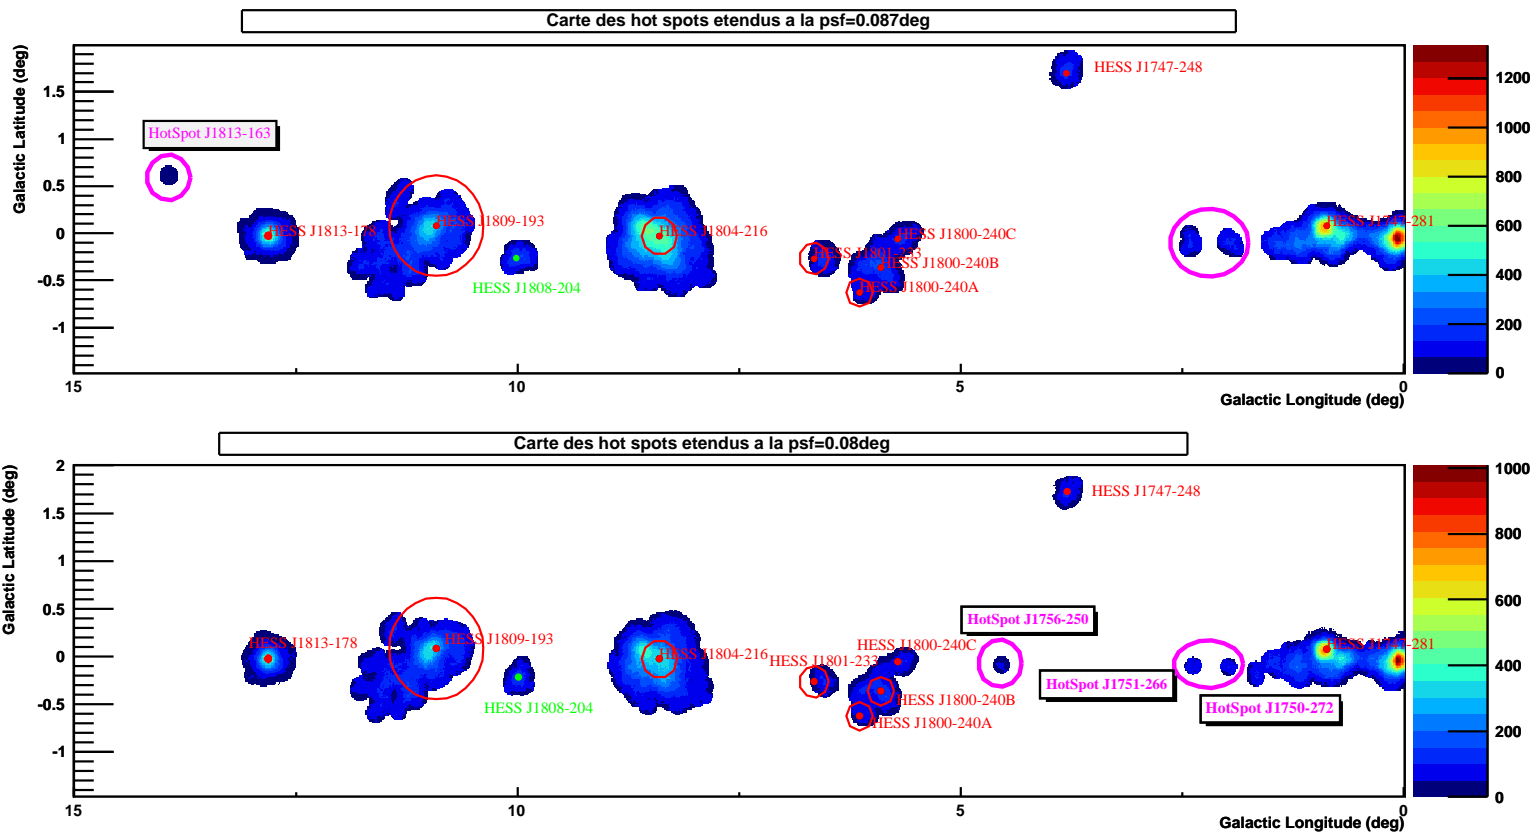 Carte des hot spots etendus a la psf=0.087deg
Galactic Latitude (deg)
1.5
1
0.5
0
-0.5
-1
HotSpot J1813-163
HESS J1813-178
HESS J1809-193
HESS J1808-204
HESS J1804-216
HESS J1801-233
HESS J1800-240C
HESS J1800-240B
HESS J1800-240A
HESS J1747-248
HESS J1747-281
1200
1000
800
600
400
200
0
15
10
5
0
Galactic Longitude (deg)
Carte des hot spots etendus a la psf=0.08deg
Galactic Latitude (deg)
2
1.5
1
0.5
0
-0.5
-1
HESS J1813-178
HESS J1809-193
HESS J1808-204
HESS J1804-216
HESS J1801-233
HESS J1800-240C
HESS J1800-240B
HESS J1800-240A
HESS J1747-248
HotSpot J1756-250
HotSpot J1751-266
HotSpot J1750-272
HESS J1747-281
1000
800
600
400
200
0
15
10
5
0
Galactic Longitude (deg)